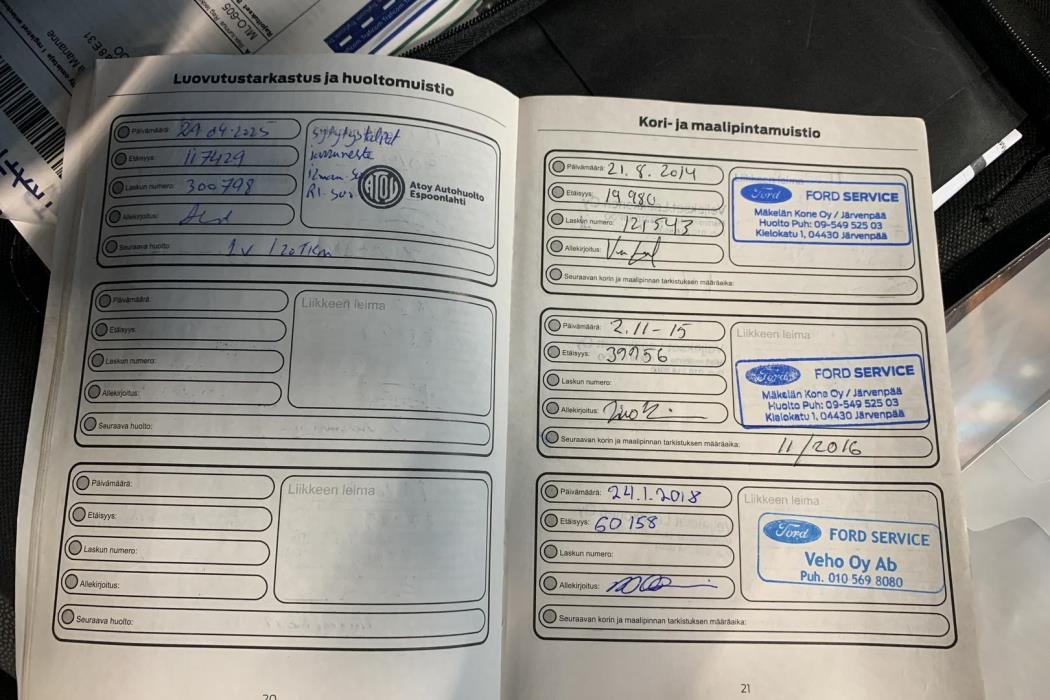 MLO-605
Luovutustarkastus ja huoltomuistio
Päivämäärä: 29.04.2025
Etäisyys: 117429
Laskun numero: 300798
Allekirjoitus:
Seuraava huolto: 1v / 20TKm
ATOY
Atoy Autohuolto
Espoonlahti
Päivämäärä:
Etäisyys:
Laskun numero:
Allekirjoitus:
Seuraava huolto:
Liikkeen leima
Päivämäärä:
Etäisyys:
Laskun numero:
Allekirjoitus:
Seuraava huolto:
Liikkeen leima
20
Kori- ja maalipintamuistio
Päivämäärä: 21.8.2014
Etäisyys: 19980
Laskun numero: 121543
Allekirjoitus:
Seuraavan korin ja maalipinnan tarkistuksen määräaika:
Ford FORD SERVICE
Mäkelän Kone Oy / Järvenpää
Huolto Puh: 09-549 525 03
Kielokatu 1, 04430 Järvenpää
Päivämäärä: 2.11-15
Etäisyys: 39956
Laskun numero:
Allekirjoitus:
Seuraavan korin ja maalipinnan tarkistuksen määräaika: 11/2016
Liikkeen leima
Ford FORD SERVICE
Mäkelän Kone Oy / Järvenpää
Huolto Puh: 09-549 525 03
Kielokatu 1, 04430 Järvenpää
Päivämäärä: 24.1.2018
Etäisyys: 60158
Laskun numero:
Allekirjoitus:
Seuraavan korin ja maalipinnan tarkistuksen määräaika:
Liikkeen leima
Ford FORD SERVICE
Veho Oy Ab
Puh. 010 569 8080
21